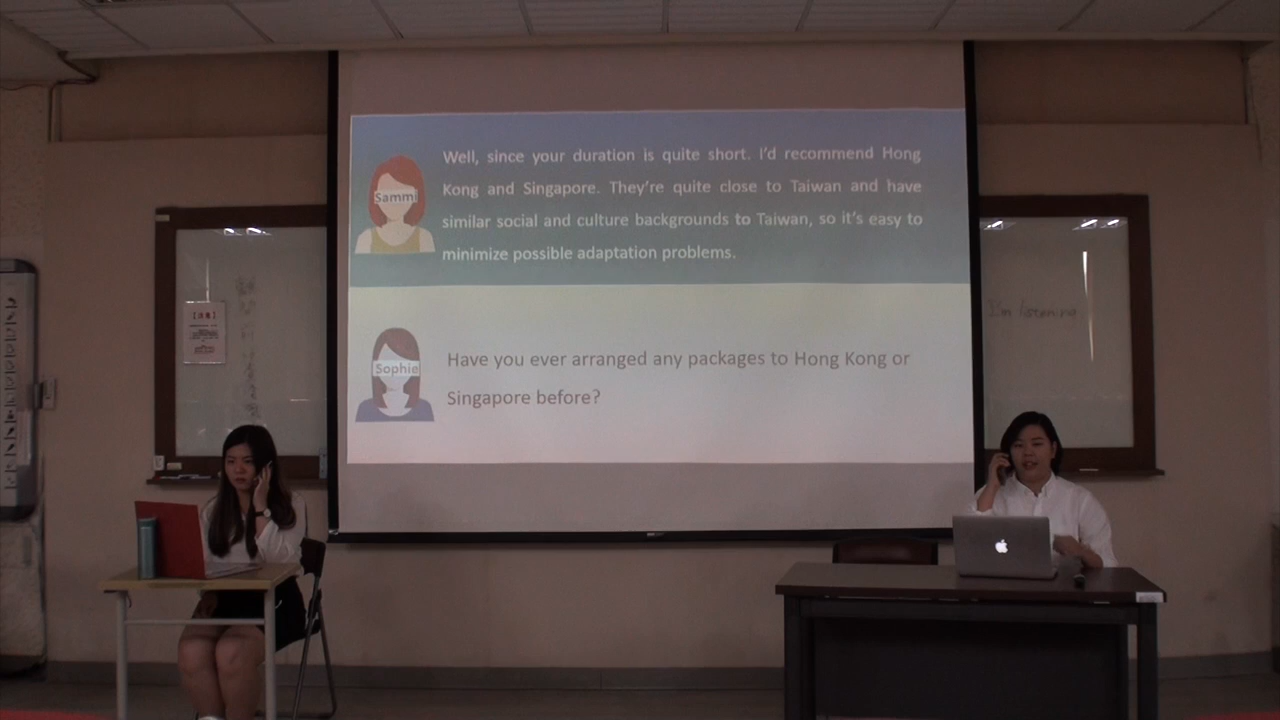 Well, since your duration is quite short. I'd recommend Hong
Kong and Singapore. They're quite close to Taiwan and have
similar social and culture backgrounds to Taiwan, so it's easy to
minimize possible adaptation problems.
Sammi
Have you ever arranged any packages to Hong Kong or
Singapore before?
Sophie
I'm listening